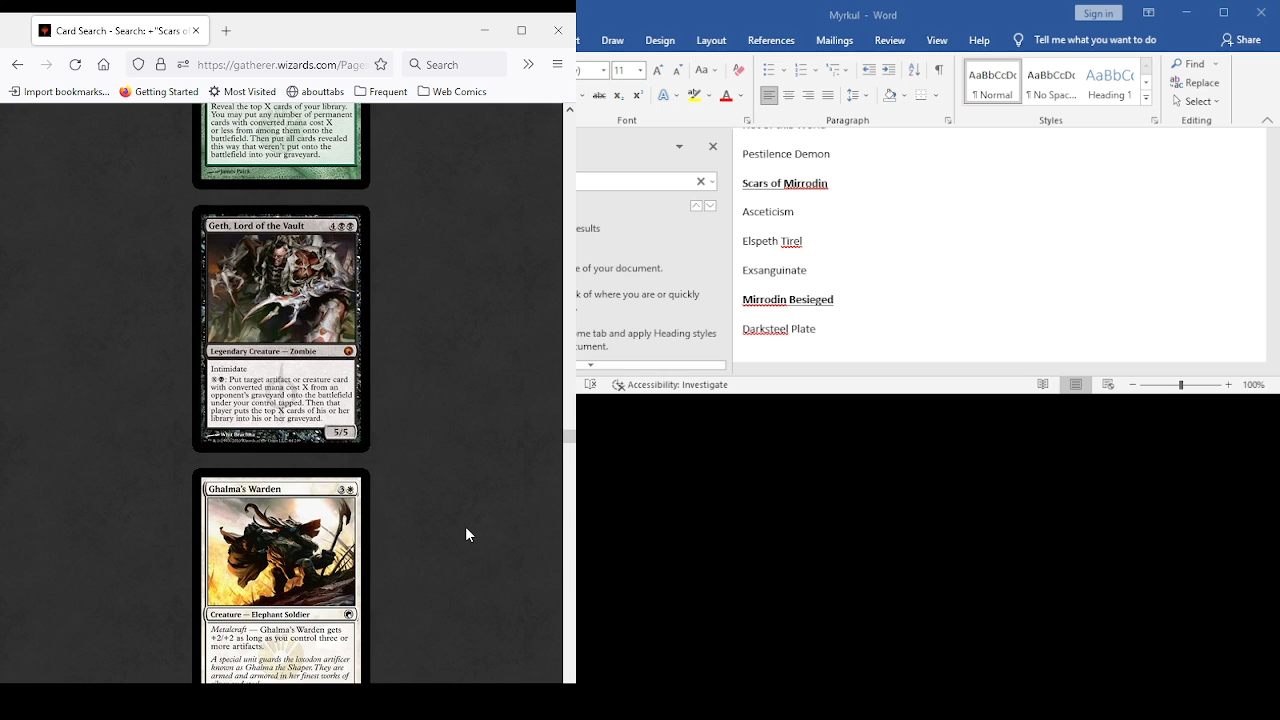 Card Search - Search: +"Scars of
https://gatherer.wizards.com/Pages
Search
Import bookmarks...
Getting Started
Most Visited
abouttabs
Frequent
Web Comics
Reveal the top X cards of your library.
You may put any number of permanent
cards with converted mana cost X
or less from among them onto the
battlefield. Then put all cards revealed
this way that weren't put onto the
battlefield into your graveyard.
Geth, Lord of the Vault 4
Legendary Creature — Zombie
Intimidate
: Put target artifact or creature card
with converted mana cost X from an
opponent's graveyard onto the battlefield
under your control tapped. Then that
player puts the top X cards of his or her
library into his or her graveyard.
5/5
Ghalma's Warden 3
Creature — Elephant Soldier
Metalcraft — Ghalma's Warden gets
+2/+2 as long as you control three or
more artifacts.
A special unit guards the loxodon artificer
known as Ghalma the Shaper. They are
armed and armored in her finest works of
Myrkul - Word
Sign in
Draw
Design
Layout
References
Mailings
Review
View
Help
Tell me what you want to do
Share
11
Aa
abc
x₂
x²
Font
Paragraph
AaBbCcDc
¶ Normal
AaBbCcDc
¶ No Spac...
AaBbCc
Heading 1
Styles
Find
Replace
Select
Editing
esults
e of your document.
k of where you are or quickly
ome tab and apply Heading styles
cument.
Pestilence Demon
Scars of Mirrodin
Asceticism
Elspeth Tirel
Exsanguinate
Mirrodin Besieged
Darksteel Plate
Accessibility: Investigate
100%